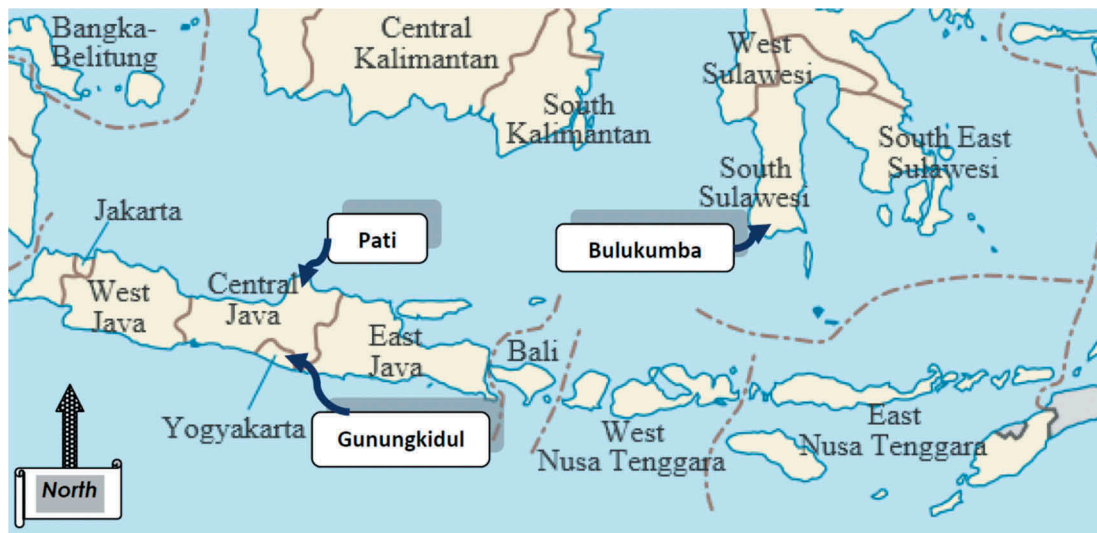 Bangka-
Belitung
Central
Kalimantan
West
Sulawesi
South
Kalimantan
South East
Sulawesi
South
Sulawesi
Jakarta
Pati
Bulukumba
West
Java
Central
Java
East
Java
Bali
Yogyakarta
Gunungkidul
West
Nusa Tenggara
East
Nusa Tenggara
North